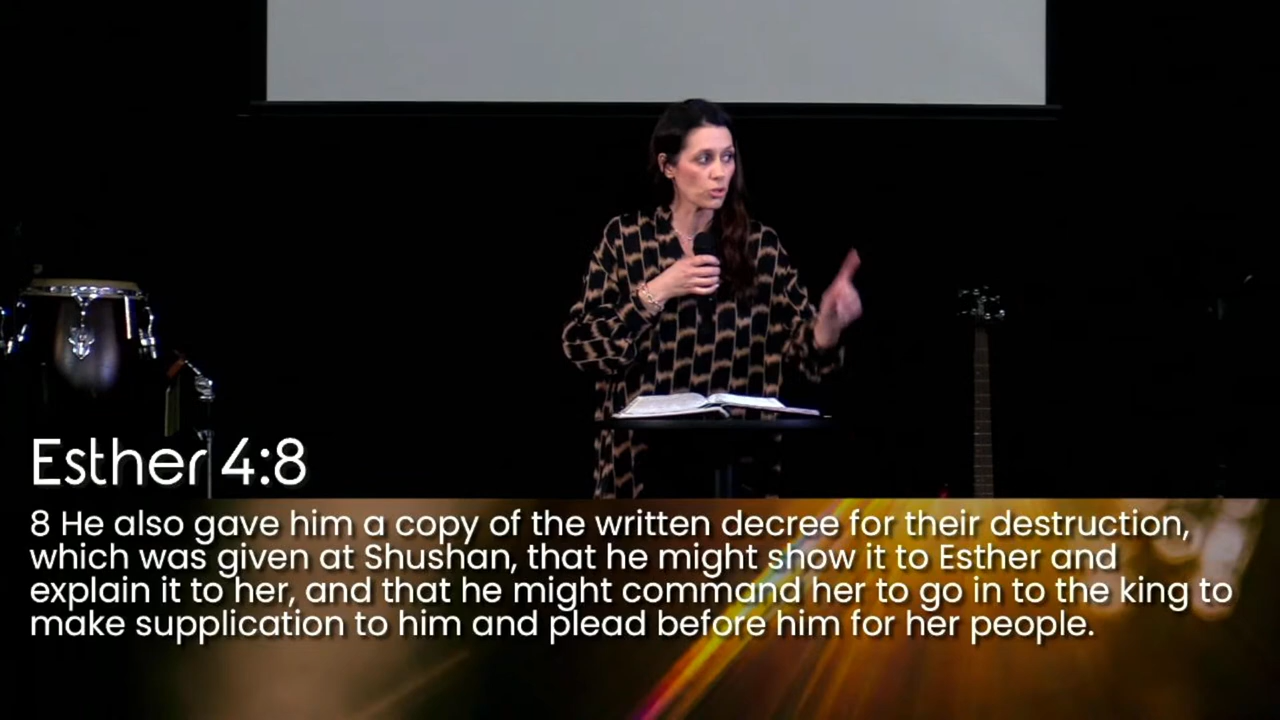 Esther 4:8
8 He also gave him a copy of the written decree for their destruction,
which was given at Shushan, that he might show it to Esther and
explain it to her, and that he might command her to go in to the king to
make supplication to him and plead before him for her people.